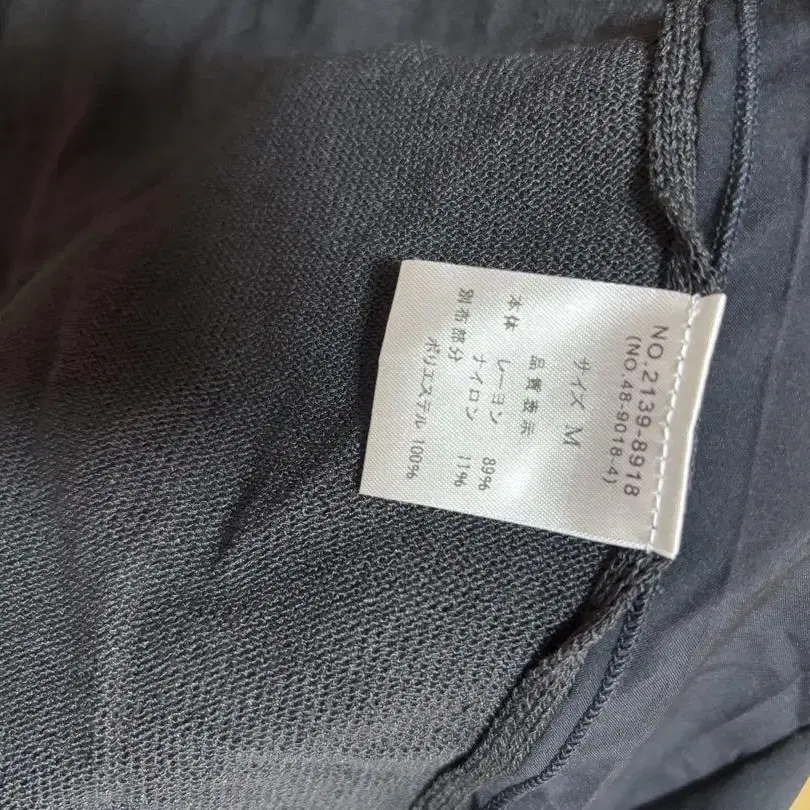 NO.2139-8918
(NO.48-9018-4)
サイズ M
品質表示
本体 レーヨン 89%
ナイロン 11%
別布部分
ポリエステル 100%